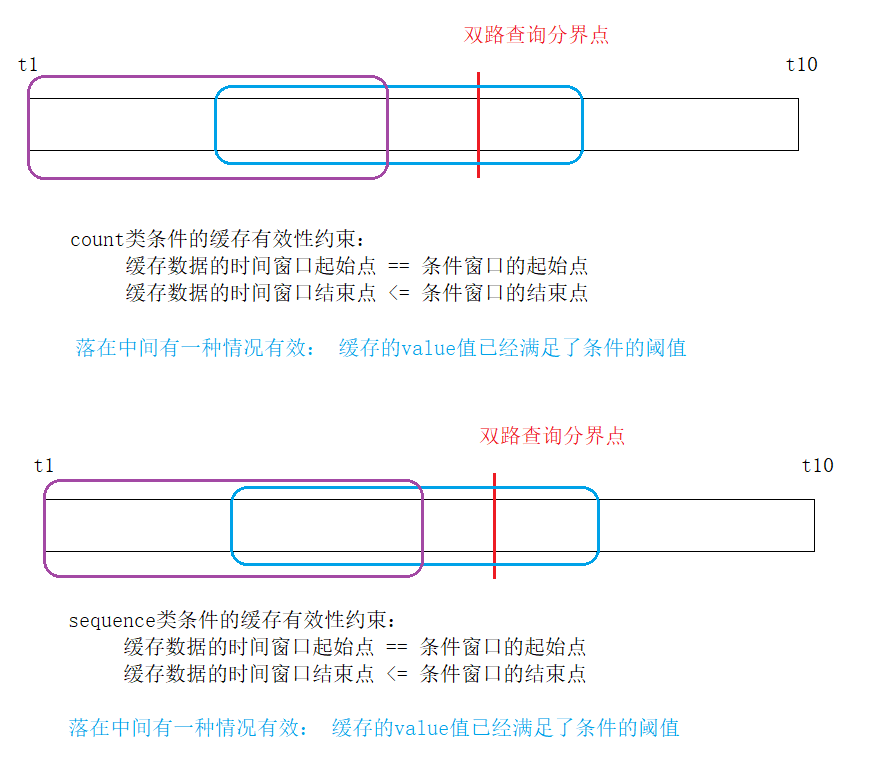 双路查询分界点
t1
t10
count类条件的缓存有效性约束:
缓存数据的时间窗口起始点 == 条件窗口的起始点
缓存数据的时间窗口结束点 <= 条件窗口的结束点
落在中间有一种情况有效: 缓存的value值已经满足了条件的阈值
双路查询分界点
t1
t10
sequence类条件的缓存有效性约束:
缓存数据的时间窗口起始点 == 条件窗口的起始点
缓存数据的时间窗口结束点 <= 条件窗口的结束点
落在中间有一种情况有效: 缓存的value值已经满足了条件的阈值